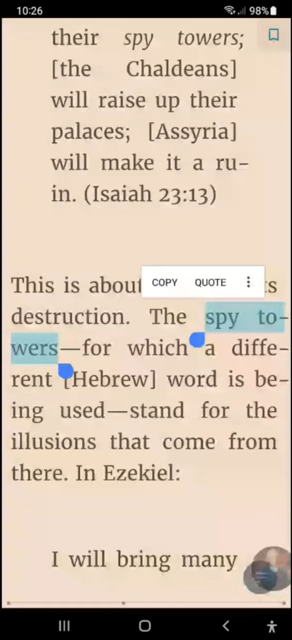 10:26 98%
their spy towers;
[the Chaldeans]
will raise up their
palaces; [Assyria]
will make it a ru-
in. (Isaiah 23:13)
COPY QUOTE
This is about s
destruction. The spy to-
wers—for which a diffe-
rent [Hebrew] word is be-
ing used—stand for the
illusions that come from
there. In Ezekiel:
I will bring many